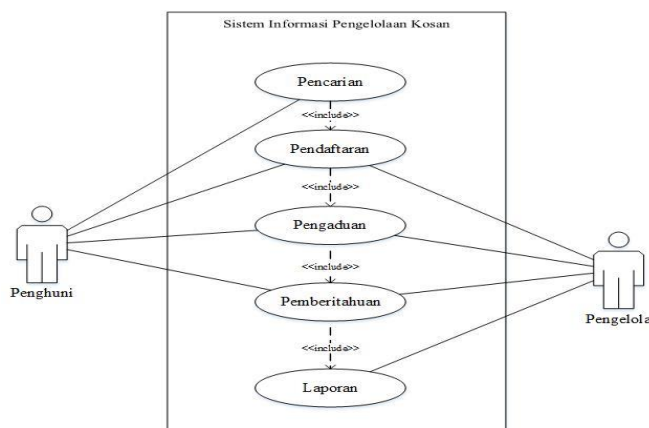 Sistem Informasi Pengelolaan Kosan
Pencarian
<<include>>
Pendaftaran
<<include>>
Pengaduan
<<include>>
Pemberitahuan
<<include>>
Laporan
Penghuni
Pengelola